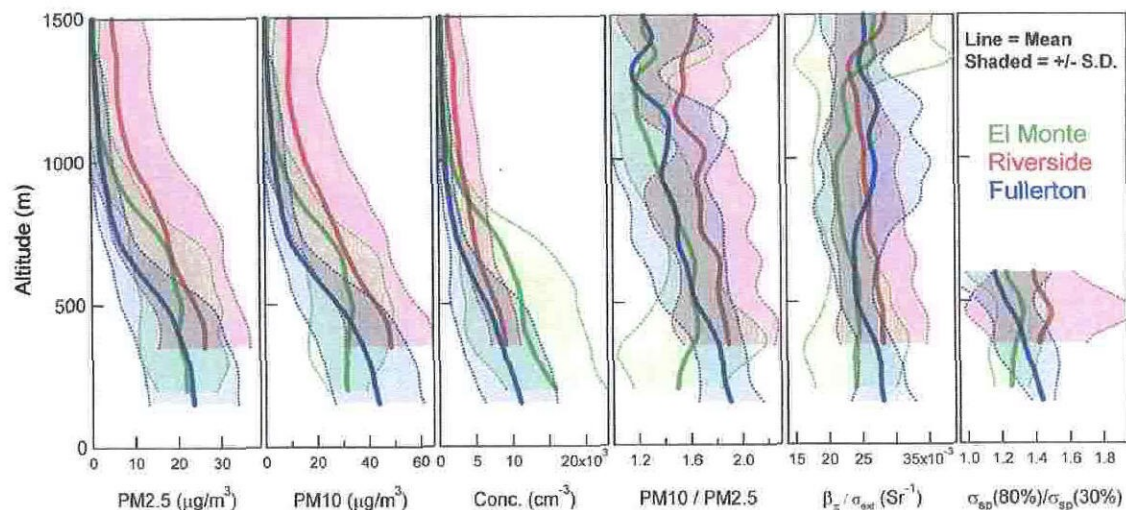 1500
1000
500
0
Altitude (m)
Line = Mean
Shaded = +/- S.D.
El Monte
Riverside
Fullerton
0 10 20 30
PM2.5 (µg/m³)
0 20 40 60
PM10 (µg/m³)
0 5 10 15 20x10³
Conc. (cm⁻³)
1.2 1.6 2.0
PM10 / PM2.5
15 20 25 35x10⁻³
βπ / σext (Sr⁻¹)
1.0 1.2 1.4 1.6 1.8
σsp(80%)/σsp(30%)